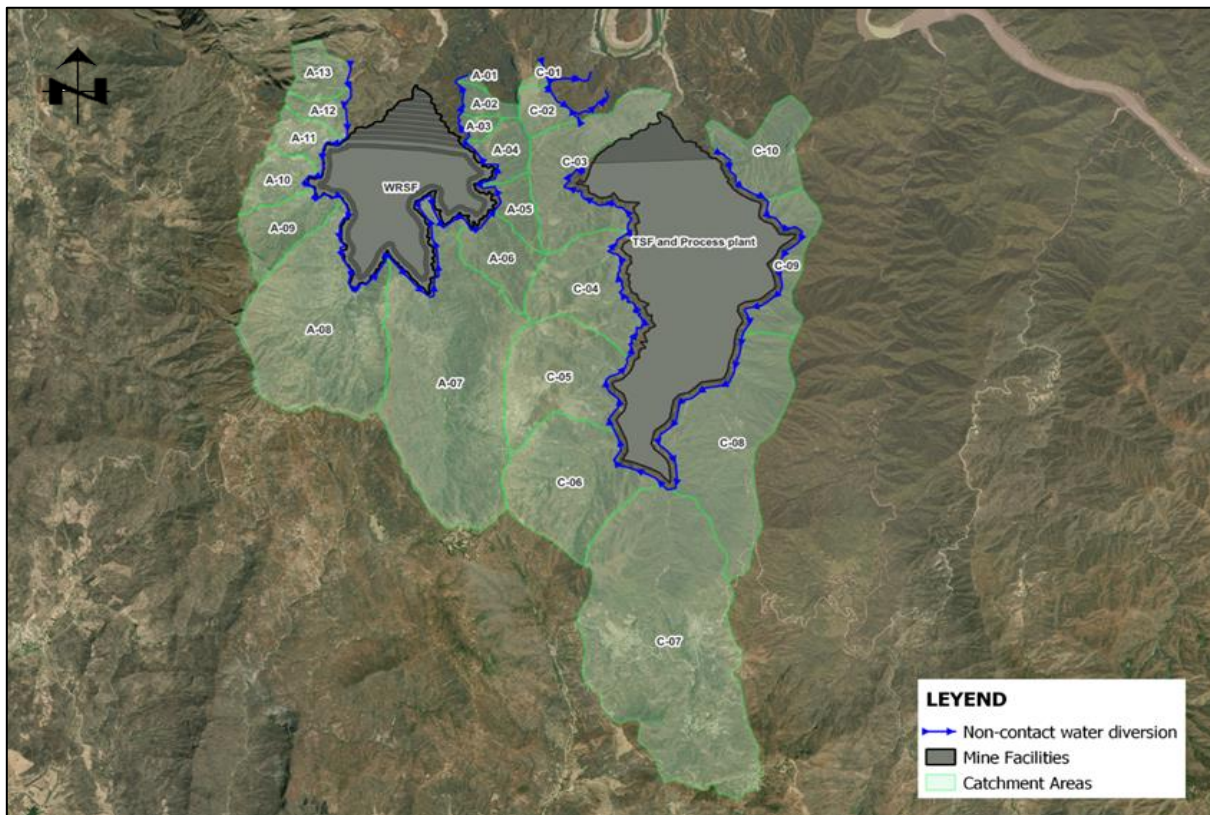 N
A-13
A-12
A-11
A-10
A-09
A-08
WRSF
A-01
A-02
A-03
A-04
A-05
A-06
A-07
C-01
C-02
C-03
C-04
C-05
C-06
C-07
C-08
C-09
C-10
TSF and Process plant
LEYEND
Non-contact water diversion
Mine Facilities
Catchment Areas